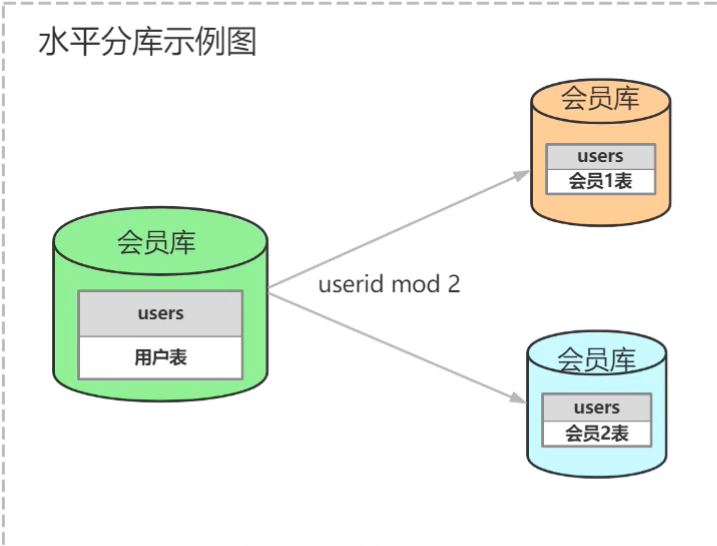 水平分库示例图
会员库
users
会员1表
会员库
users
用户表
userid mod 2
会员库
users
会员2表